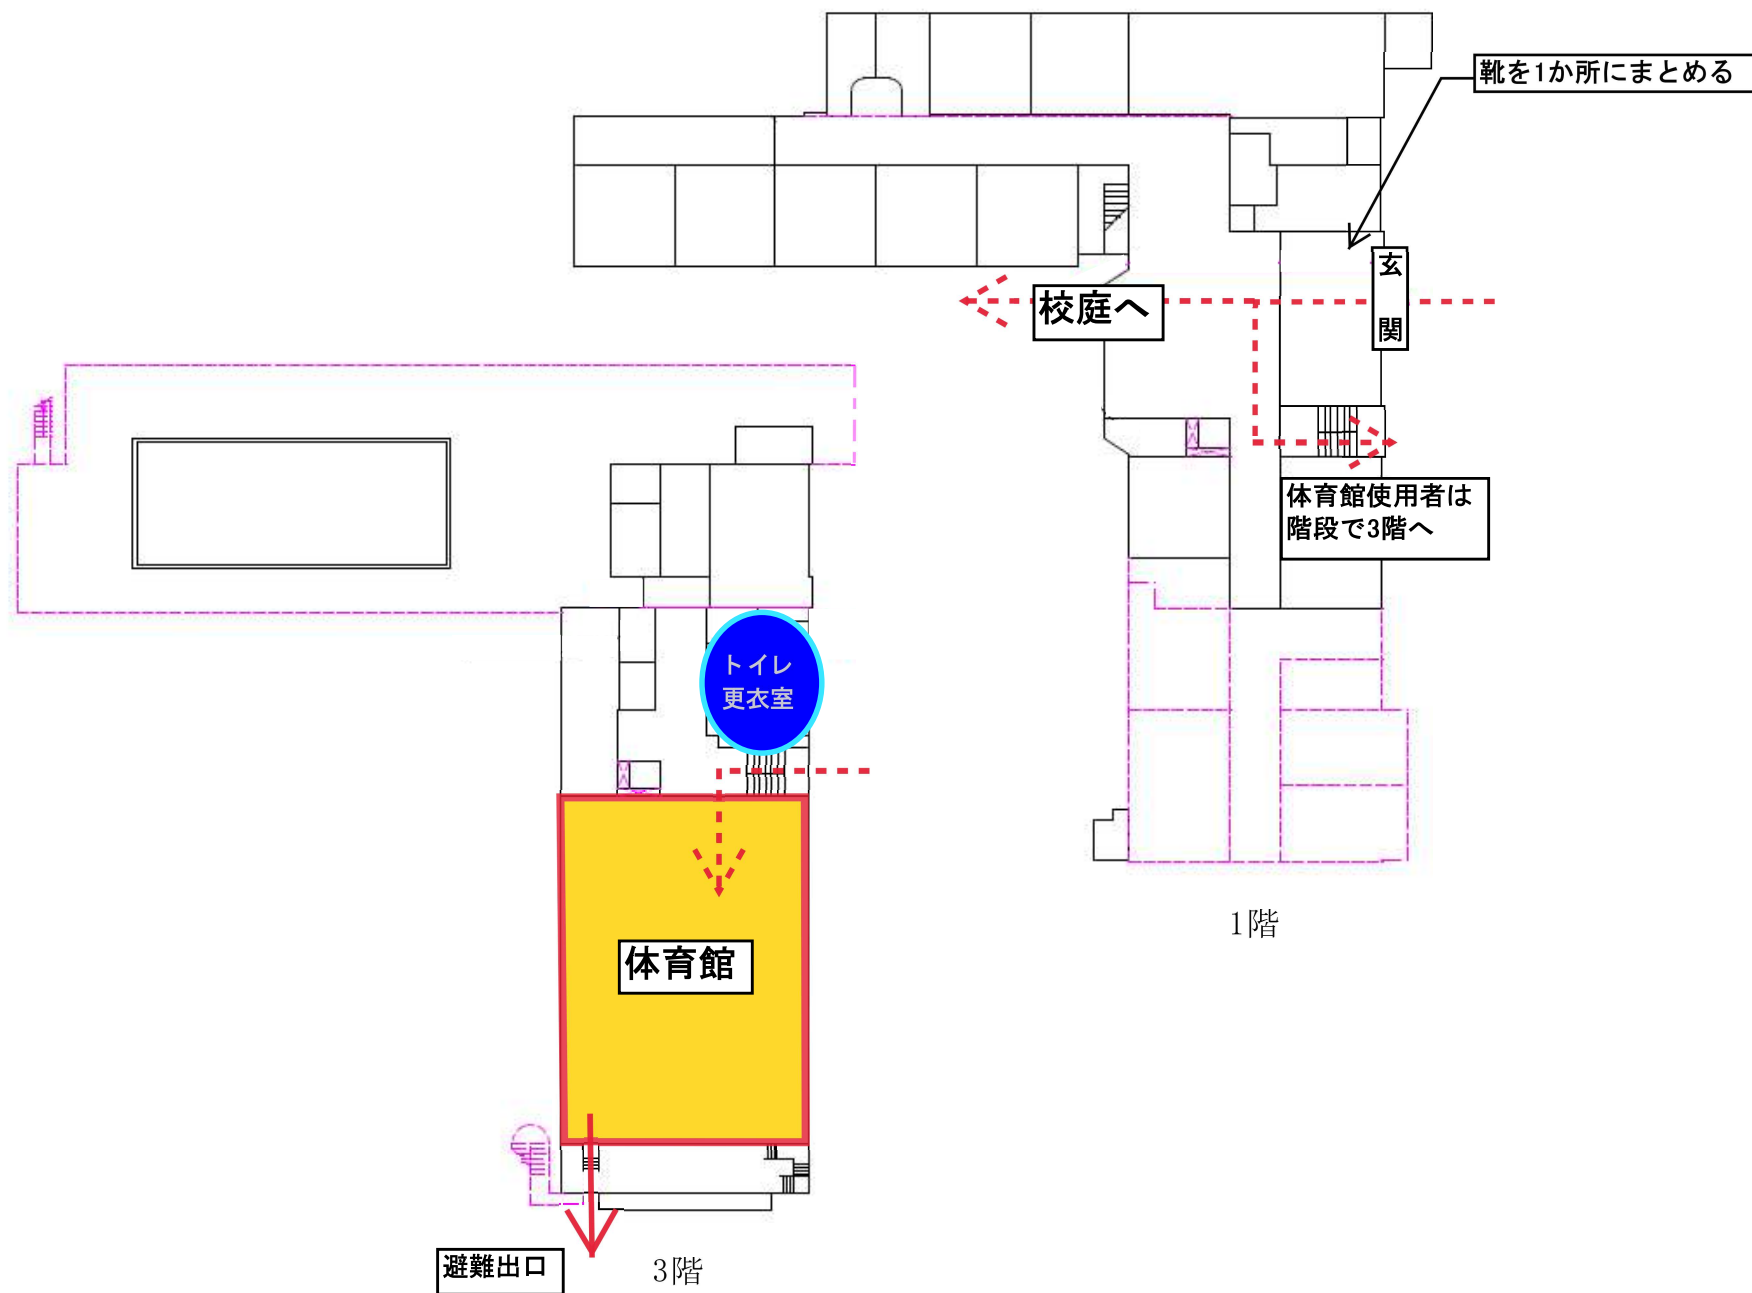 靴を1か所にまとめる
玄
関
校庭へ
体育館使用者は
階段で3階へ
トイレ
更衣室
1階
体育館
避難出口
3階